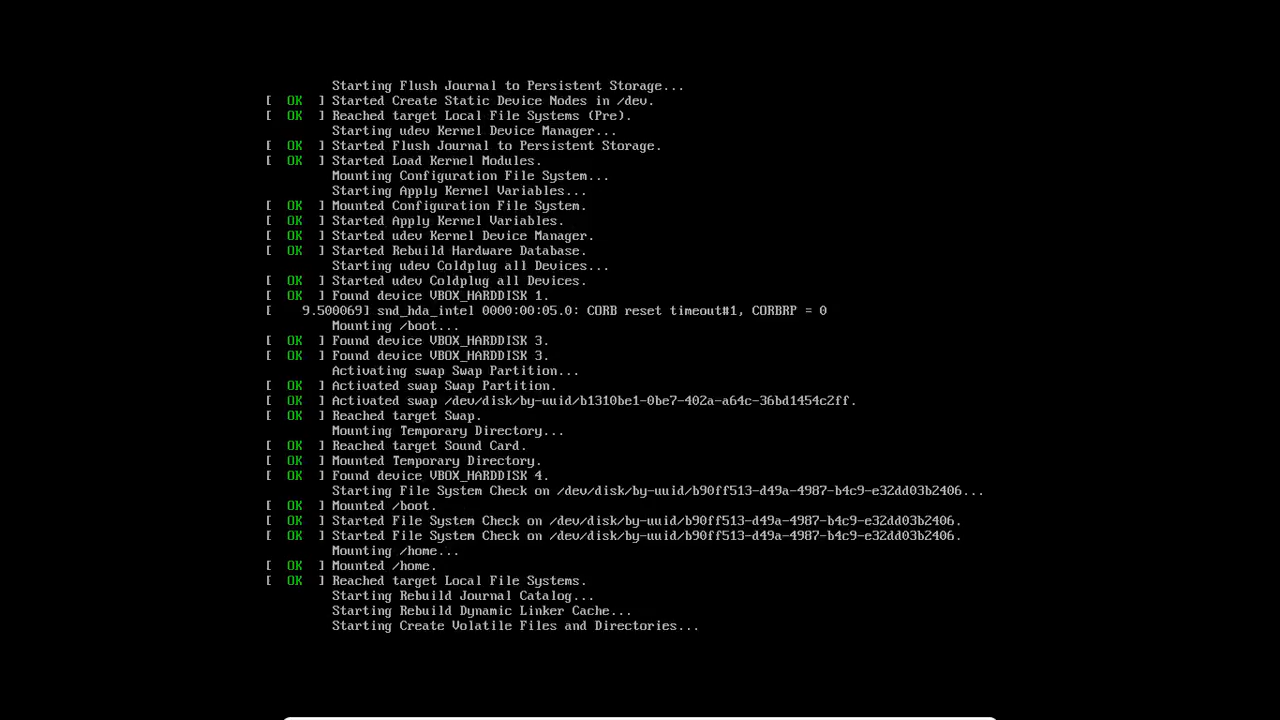 Starting Flush Journal to Persistent Storage...
[  OK  ] Started Create Static Device Nodes in /dev.
[  OK  ] Reached target Local File Systems (Pre).
Starting udev Kernel Device Manager...
[  OK  ] Started Flush Journal to Persistent Storage.
[  OK  ] Started Load Kernel Modules.
Mounting Configuration File System...
Starting Apply Kernel Variables...
[  OK  ] Mounted Configuration File System.
[  OK  ] Started Apply Kernel Variables.
[  OK  ] Started udev Kernel Device Manager.
[  OK  ] Started Rebuild Hardware Database.
Starting udev Coldplug all Devices...
[  OK  ] Started udev Coldplug all Devices.
[  OK  ] Found device VBOX_HARDDISK 1.
[    9.500069] snd_hda_intel 0000:00:05.0: CORB reset timeout#1, CORBRP = 0
Mounting /boot...
[  OK  ] Found device VBOX_HARDDISK 3.
[  OK  ] Found device VBOX_HARDDISK 3.
Activating swap Swap Partition...
[  OK  ] Activated swap Swap Partition.
[  OK  ] Activated swap /dev/disk/by-uuid/b1310be1-0be7-402a-a64c-36bd1454c2ff.
[  OK  ] Reached target Swap.
Mounting Temporary Directory...
[  OK  ] Reached target Sound Card.
[  OK  ] Mounted Temporary Directory.
[  OK  ] Found device VBOX_HARDDISK 4.
Starting File System Check on /dev/disk/by-uuid/b90ff513-d49a-4987-b4c9-e32dd03b2406...
[  OK  ] Mounted /boot.
[  OK  ] Started File System Check on /dev/disk/by-uuid/b90ff513-d49a-4987-b4c9-e32dd03b2406.
[  OK  ] Started File System Check on /dev/disk/by-uuid/b90ff513-d49a-4987-b4c9-e32dd03b2406.
Mounting /home...
[  OK  ] Mounted /home.
[  OK  ] Reached target Local File Systems.
Starting Rebuild Journal Catalog...
Starting Rebuild Dynamic Linker Cache...
Starting Create Volatile Files and Directories...